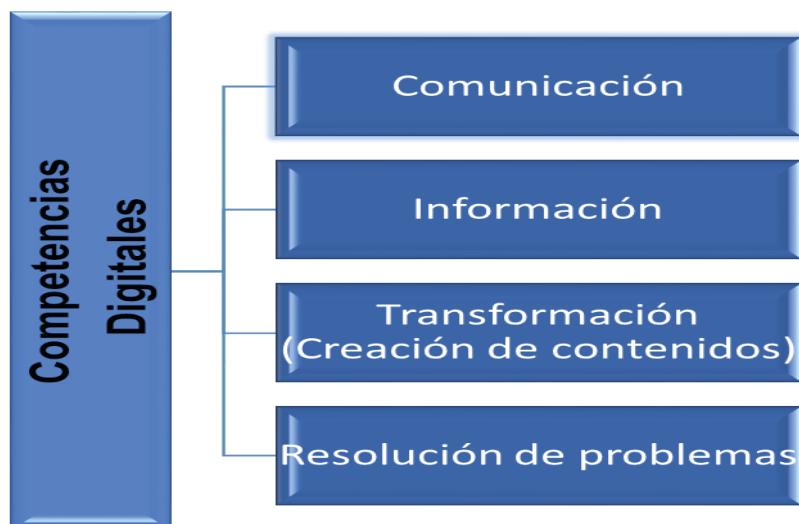 Competencias
Digitales
Comunicación
Información
Transformación
(Creación de contenidos)
Resolución de problemas